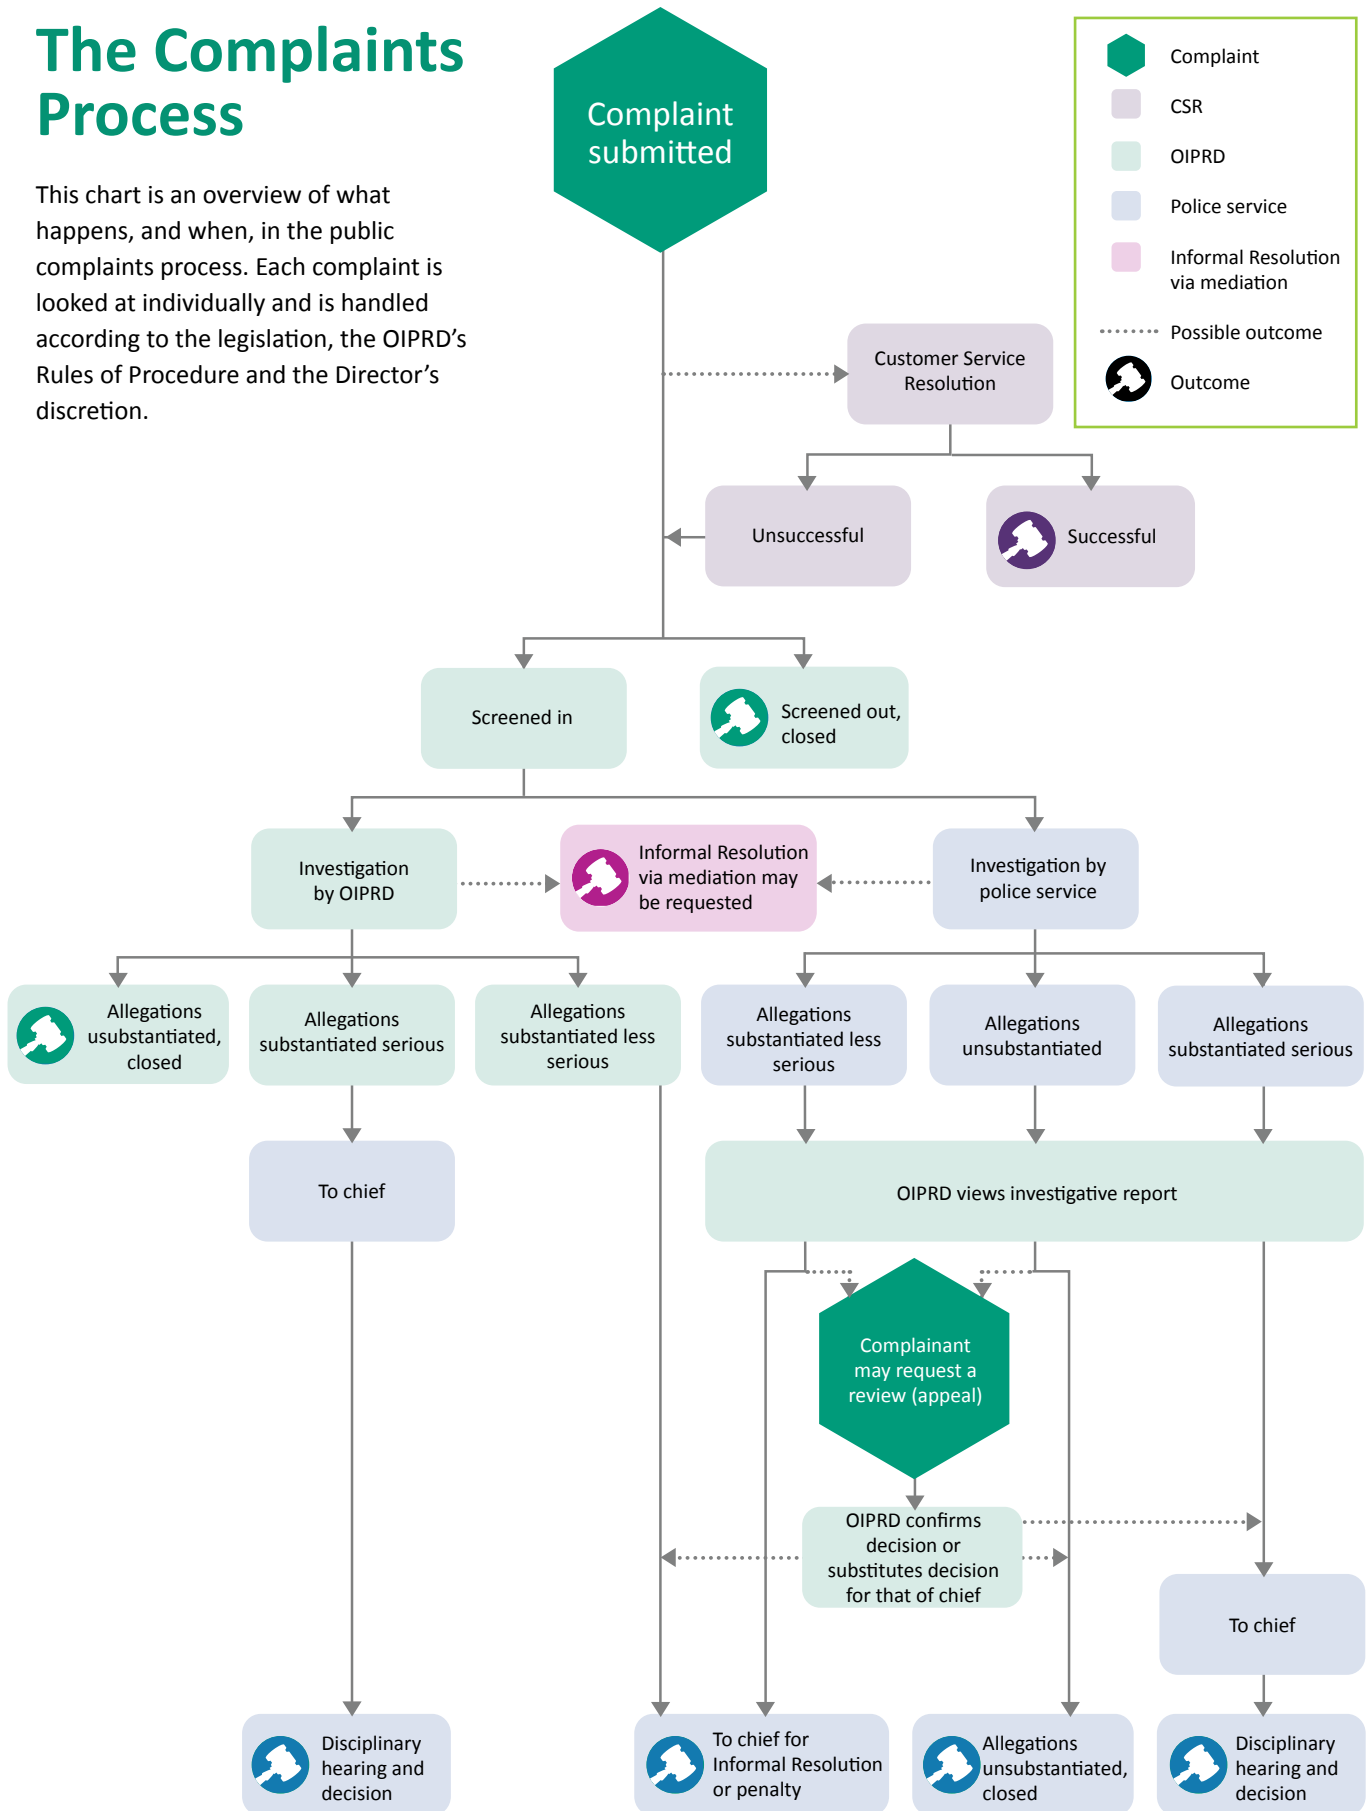 The Complaints
Process
This chart is an overview of what
happens, and when, in the public
complaints process. Each complaint is
looked at individually and is handled
according to the legislation, the OIPRD’s
Rules of Procedure and the Director’s
discretion.
Complaint
submitted
Complaint
CSR
OIPRD
Police service
Informal Resolution
via mediation
Possible outcome
Outcome
Customer Service
Resolution
Unsuccessful
Successful
Screened in
Screened out,
closed
Investigation
by OIPRD
Informal Resolution
via mediation may
be requested
Investigation by
police service
Allegations
usubstantiated,
closed
Allegations
substantiated serious
Allegations
substantiated less
serious
Allegations
substantiated less
serious
Allegations
unsubstantiated
Allegations
substantiated serious
To chief
OIPRD views investigative report
Complainant
may request a
review (appeal)
OIPRD confirms
decision or
substitutes decision
for that of chief
To chief
Disciplinary
hearing and
decision
To chief for
Informal Resolution
or penalty
Allegations
unsubstantiated,
closed
Disciplinary
hearing and
decision